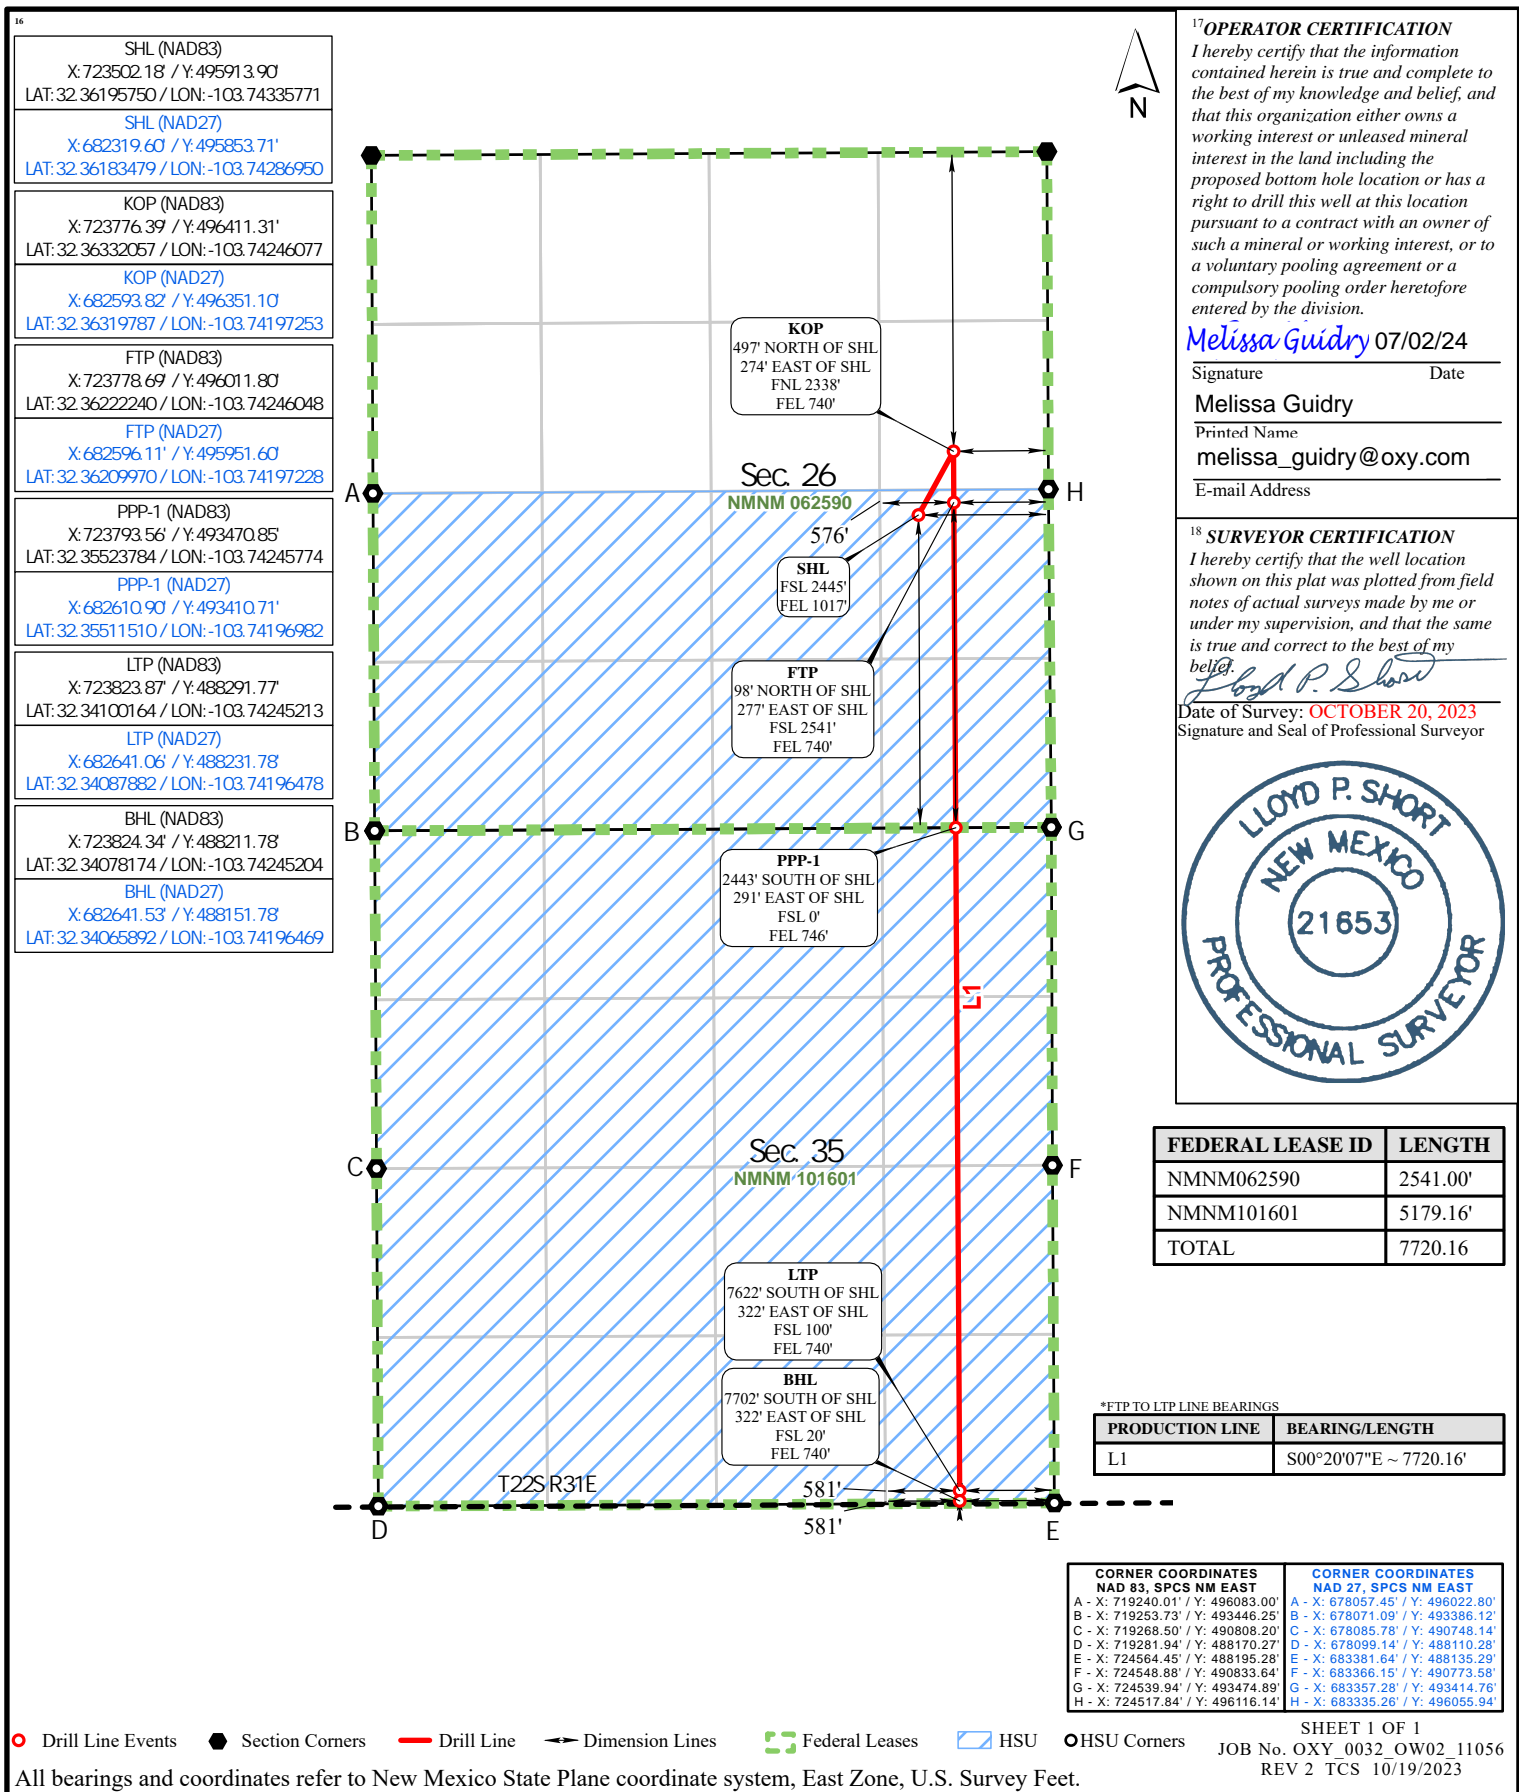 16
SHL (NAD83)
X:723502.18' / Y:495913.90'
LAT:32.36195750 / LON:-103.74335771
SHL (NAD27)
X:682319.60' / Y:495853.71'
LAT:32.36183479 / LON:-103.74286950
KOP (NAD83)
X:723776.39' / Y:496411.31'
LAT:32.36332057 / LON:-103.74246077
KOP (NAD27)
X:682593.82' / Y:496351.10'
LAT:32.36319787 / LON:-103.74197253
FTP (NAD83)
X:723778.69' / Y:496011.80'
LAT:32.36222240 / LON:-103.74246048
FTP (NAD27)
X:682596.11' / Y:495951.60'
LAT:32.36209970 / LON:-103.74197228
PPP-1 (NAD83)
X:723793.56' / Y:493470.85'
LAT:32.35523784 / LON:-103.74245774
PPP-1 (NAD27)
X:682610.90' / Y:493410.71'
LAT:32.35511510 / LON:-103.74196982
LTP (NAD83)
X:723823.87' / Y:488291.77'
LAT:32.34100164 / LON:-103.74245213
LTP (NAD27)
X:682641.06' / Y:488231.78'
LAT:32.34087882 / LON:-103.74196478
BHL (NAD83)
X:723824.34' / Y:488211.78'
LAT:32.34078174 / LON:-103.74245204
BHL (NAD27)
X:682641.53' / Y:488151.78'
LAT:32.34065892 / LON:-103.74196469
N
KOP
497' NORTH OF SHL
274' EAST OF SHL
FNL 2338'
FEL 740'
A
Sec. 26
NMNM 062590
H
576'
SHL
FSL 2445'
FEL 1017'
FTP
98' NORTH OF SHL
277' EAST OF SHL
FSL 2541'
FEL 740'
B
G
PPP-1
2443' SOUTH OF SHL
291' EAST OF SHL
FSL 0'
FEL 746'
L1
C
Sec. 35
NMNM 101601
F
LTP
7622' SOUTH OF SHL
322' EAST OF SHL
FSL 100'
FEL 740'
BHL
7702' SOUTH OF SHL
322' EAST OF SHL
FSL 20'
FEL 740'
T22S R31E
581'
581'
D
E
17 OPERATOR CERTIFICATION
I hereby certify that the information
contained herein is true and complete to
the best of my knowledge and belief, and
that this organization either owns a
working interest or unleased mineral
interest in the land including the
proposed bottom hole location or has a
right to drill this well at this location
pursuant to a contract with an owner of
such a mineral or working interest, or to
a voluntary pooling agreement or a
compulsory pooling order heretofore
entered by the division.
Melissa Guidry 07/02/24
Signature Date
Melissa Guidry
Printed Name
melissa_guidry@oxy.com
E-mail Address
18 SURVEYOR CERTIFICATION
I hereby certify that the well location
shown on this plat was plotted from field
notes of actual surveys made by me or
under my supervision, and that the same
is true and correct to the best of my
belief.
Lloyd P. Short
Date of Survey: OCTOBER 20, 2023
Signature and Seal of Professional Surveyor
LLOYD P. SHORT
NEW MEXICO
21653
PROFESSIONAL SURVEYOR
FEDERAL LEASE ID LENGTH
NMNM062590 2541.00'
NMNM101601 5179.16'
TOTAL 7720.16
*FTP TO LTP LINE BEARINGS
PRODUCTION LINE BEARING/LENGTH
L1 S00°20'07"E ~ 7720.16'
CORNER COORDINATES
NAD 83, SPCS NM EAST
A - X: 719240.01' / Y: 496083.00'
B - X: 719253.73' / Y: 493446.25'
C - X: 719268.50' / Y: 490808.20'
D - X: 719281.94' / Y: 488170.27'
E - X: 724564.45' / Y: 488195.28'
F - X: 724548.88' / Y: 490833.64'
G - X: 724539.94' / Y: 493474.89'
H - X: 724517.84' / Y: 496116.14'
CORNER COORDINATES
NAD 27, SPCS NM EAST
A - X: 678057.45' / Y: 496022.80'
B - X: 678071.09' / Y: 493386.12'
C - X: 678085.78' / Y: 490748.14'
D - X: 678099.14' / Y: 488110.28'
E - X: 683381.64' / Y: 488135.29'
F - X: 683366.15' / Y: 490773.58'
G - X: 683357.28' / Y: 493414.76'
H - X: 683335.26' / Y: 496055.94'
Drill Line Events Section Corners Drill Line Dimension Lines Federal Leases HSU HSU Corners
SHEET 1 OF 1
JOB No. OXY_0032_OW02_11056
REV 2 TCS 10/19/2023
All bearings and coordinates refer to New Mexico State Plane coordinate system, East Zone, U.S. Survey Feet.